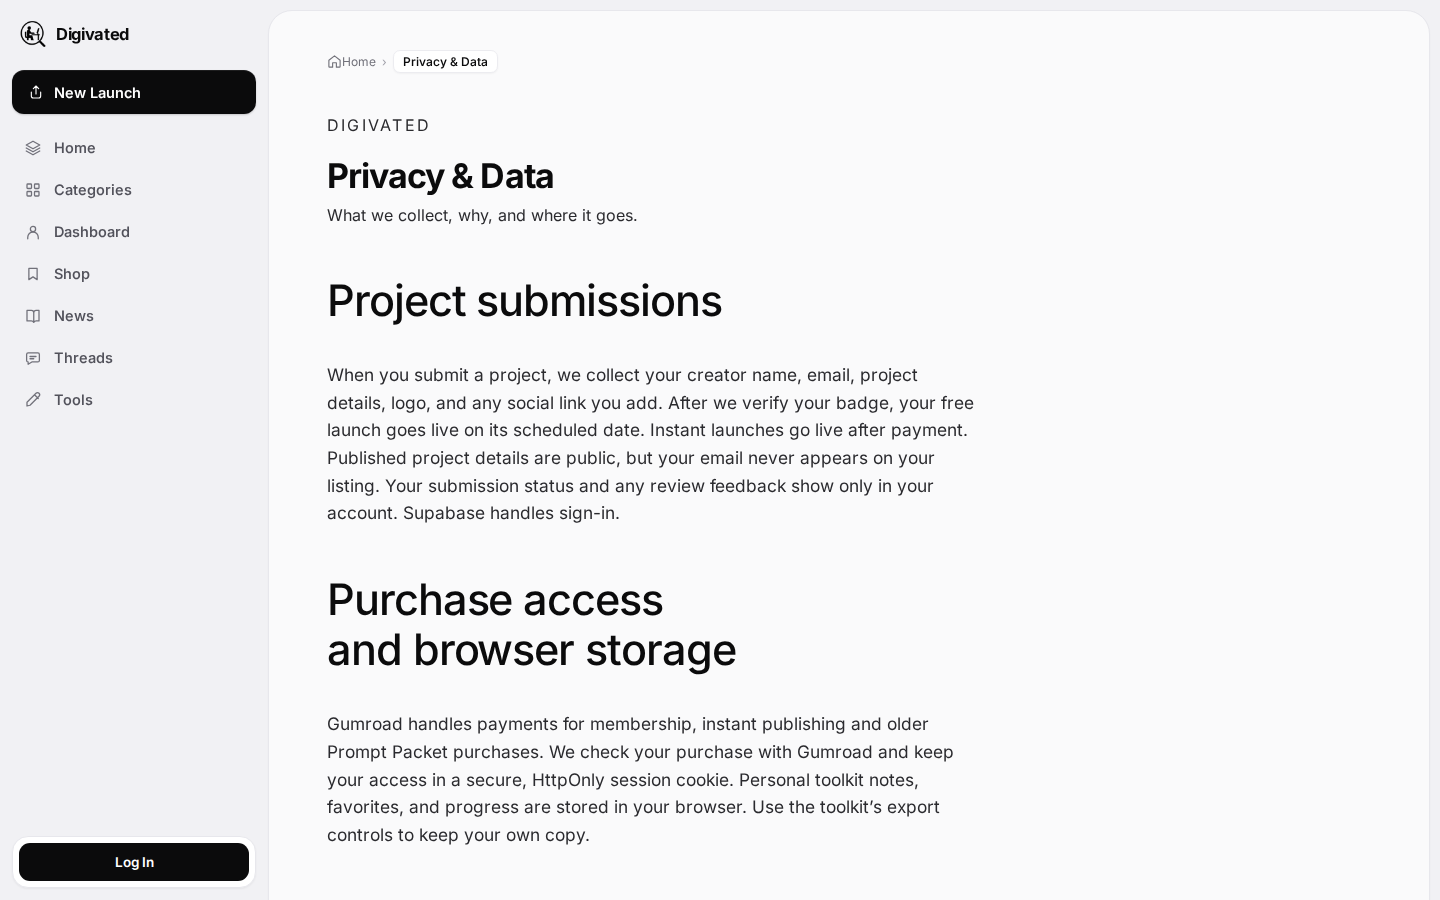 Digivated
New Launch
Home
Categories
Dashboard
Shop
News
Threads
Tools
Log In
Home › Privacy & Data
DIGIVATED
Privacy & Data
What we collect, why, and where it goes.
Project submissions
When you submit a project, we collect your creator name, email, project
details, logo, and any social link you add. After we verify your badge, your free
launch goes live on its scheduled date. Instant launches go live after payment.
Published project details are public, but your email never appears on your
listing. Your submission status and any review feedback show only in your
account. Supabase handles sign-in.
Purchase access
and browser storage
Gumroad handles payments for membership, instant publishing and older
Prompt Packet purchases. We check your purchase with Gumroad and keep
your access in a secure, HttpOnly session cookie. Personal toolkit notes,
favorites, and progress are stored in your browser. Use the toolkit’s export
controls to keep your own copy.